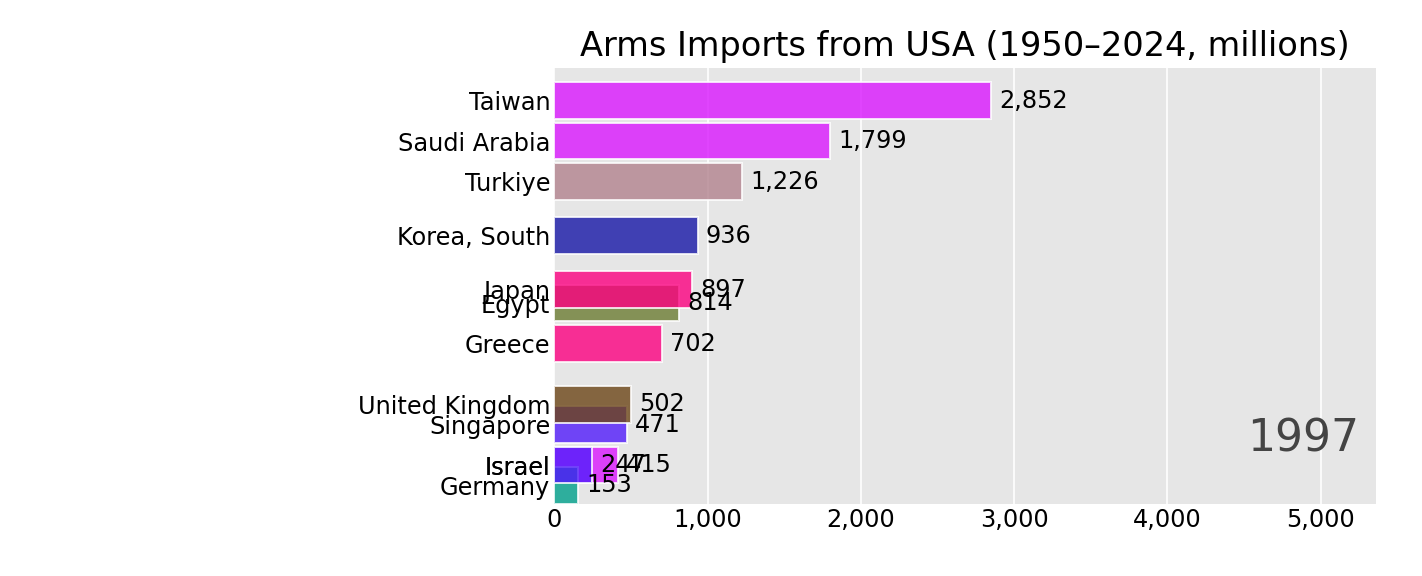 Arms Imports from USA (1950–2024, millions)
Taiwan 2,852
Saudi Arabia 1,799
Turkiye 1,226
Korea, South 936
Japan 897
Egypt 814
Greece 702
United Kingdom 502
Singapore 471
Israel 247 415
Germany 153
1997
0 1,000 2,000 3,000 4,000 5,000